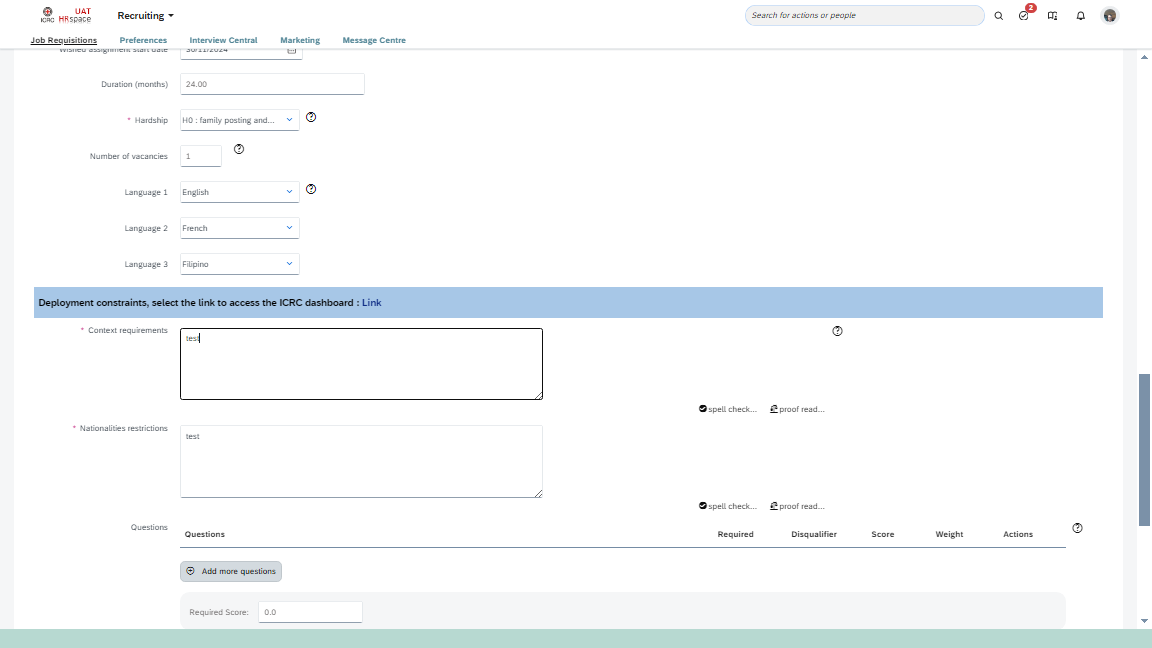 ICRC
UAT
HRspace
Recruiting
Search for actions or people
2
Job Requisitions
Preferences
Interview Central
Marketing
Message Centre
Wished assignment start date
30/11/2024
Duration (months)
24.00
* Hardship
H0 : family posting and...
Number of vacancies
1
Language 1
English
Language 2
French
Language 3
Filipino
Deployment constraints, select the link to access the ICRC dashboard : Link
* Context requirements
test
spell check...
proof read...
* Nationalities restrictions
test
spell check...
proof read...
Questions
Questions
Required
Disqualifier
Score
Weight
Actions
Add more questions
Required Score:
0.0